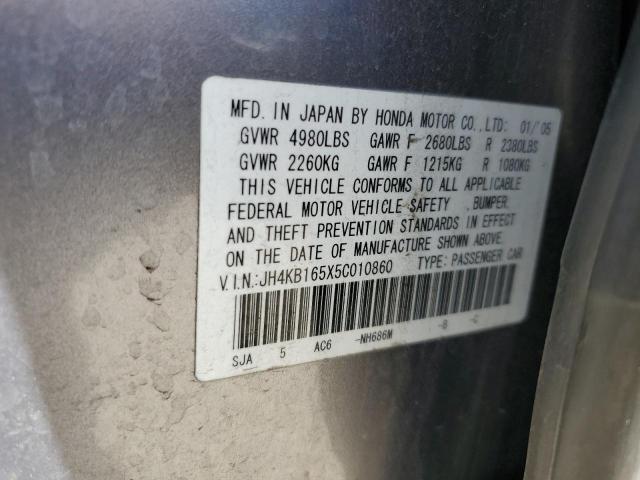 MFD. IN JAPAN BY HONDA MOTOR CO.,LTD: 01/'05
GVWR 4980LBS GAWR F 2680LBS R 2380LBS
GVWR 2260KG GAWR F 1215KG R 1080KG
THIS VEHICLE CONFORMS TO ALL APPLICABLE
FEDERAL MOTOR VEHICLE SAFETY ,BUMPER,
AND THEFT PREVENTION STANDARDS IN EFFECT
ON THE DATE OF MANUFACTURE SHOWN ABOVE.
V.I.N.:JH4KB165X5C010860 TYPE: PASSENGER CAR
SJA 5 AC6 -NH686M -B -C